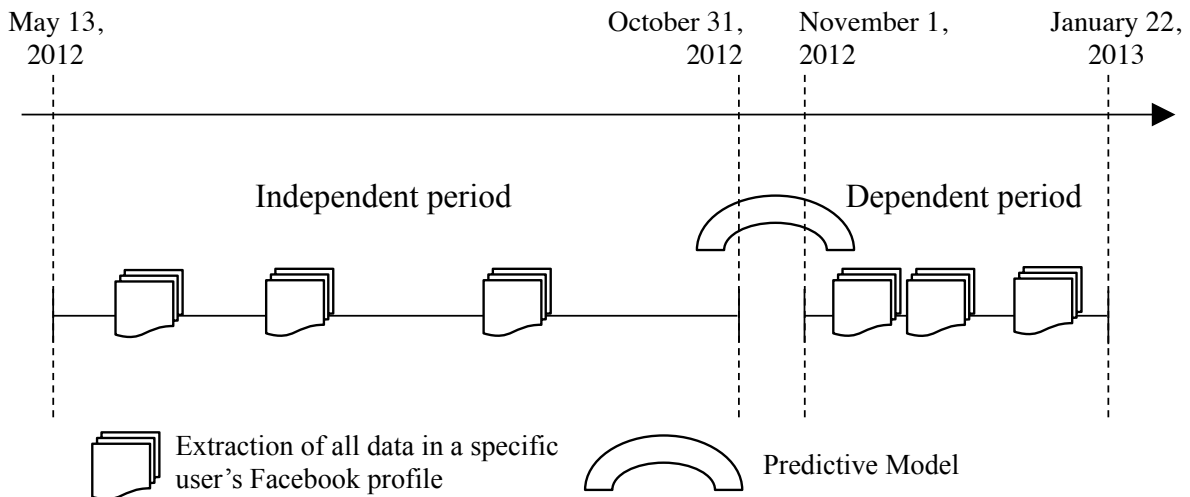 May 13,
2012
October 31,
2012
November 1,
2012
January 22,
2013
Independent period
Dependent period
Extraction of all data in a specific
user’s Facebook profile
Predictive Model